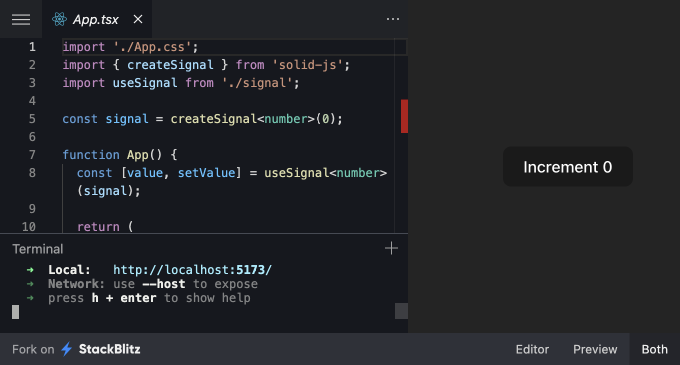 App.tsx
1 import './App.css';
2 import { createSignal } from 'solid-js';
3 import useSignal from './signal';
4
5 const signal = createSignal<number>(0);
6
7 function App() {
8 const [value, setValue] = useSignal<number>
(signal);
9
10 return (
Increment 0
Terminal
➜ Local: http://localhost:5173/
➜ Network: use --host to expose
➜ press h + enter to show help
Fork on StackBlitz
Editor Preview Both